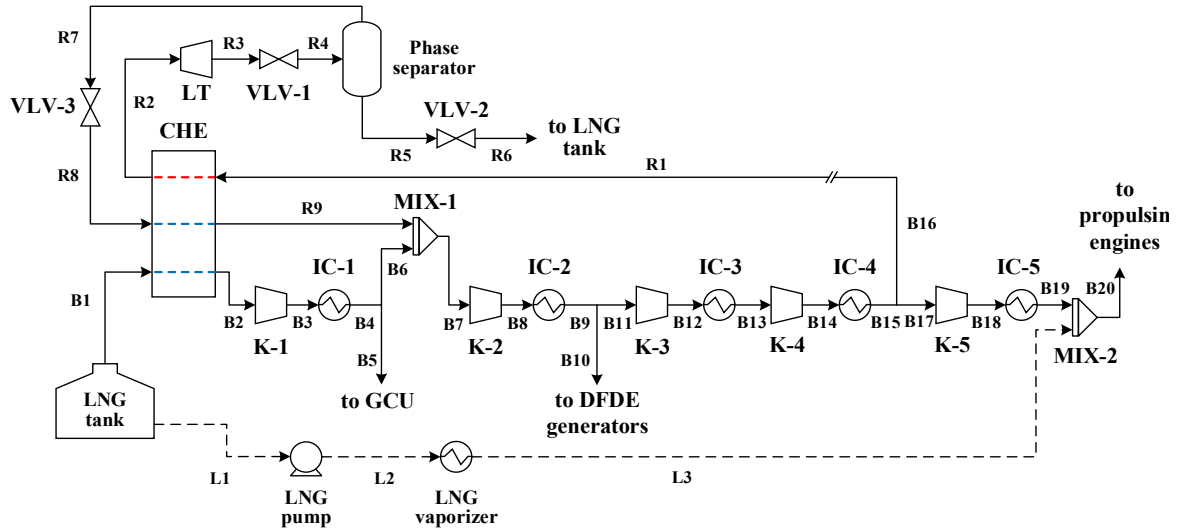 R7
R3
R4
Phase
separator
LT
VLV-1
VLV-3
R2
VLV-2
to LNG
tank
CHE
R5
R6
R8
R1
to
propulsin
engines
MIX-1
R9
B16
B6
IC-1
IC-2
IC-3
IC-4
IC-5
B1
B19
B20
B2
B3
B4
B7
B8
B9
B11
B12
B13
B14
B15
B17
B18
K-1
B5
K-2
B10
K-3
K-4
K-5
MIX-2
to GCU
to DFDE
generators
LNG
tank
L1
L2
L3
LNG
pump
LNG
vaporizer